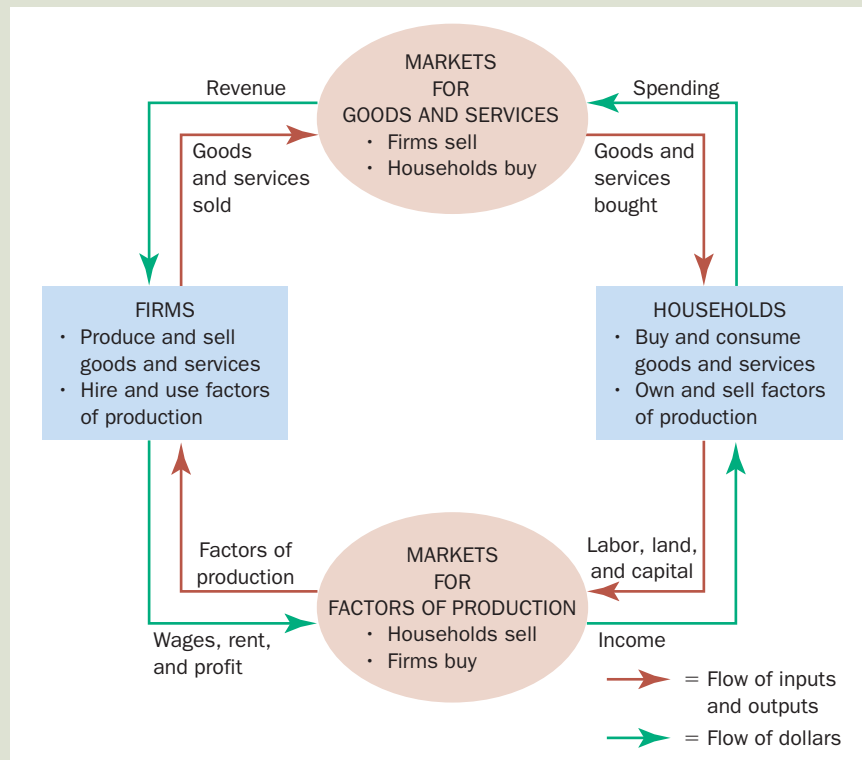 MARKETS
FOR
GOODS AND SERVICES
• Firms sell
• Households buy
Revenue
Spending
Goods
and services
sold
Goods and
services
bought
FIRMS
• Produce and sell
goods and services
• Hire and use factors
of production
HOUSEHOLDS
• Buy and consume
goods and services
• Own and sell factors
of production
Factors of
production
Labor, land,
and capital
MARKETS
FOR
FACTORS OF PRODUCTION
• Households sell
• Firms buy
Wages, rent,
and profit
Income
= Flow of inputs
and outputs
= Flow of dollars